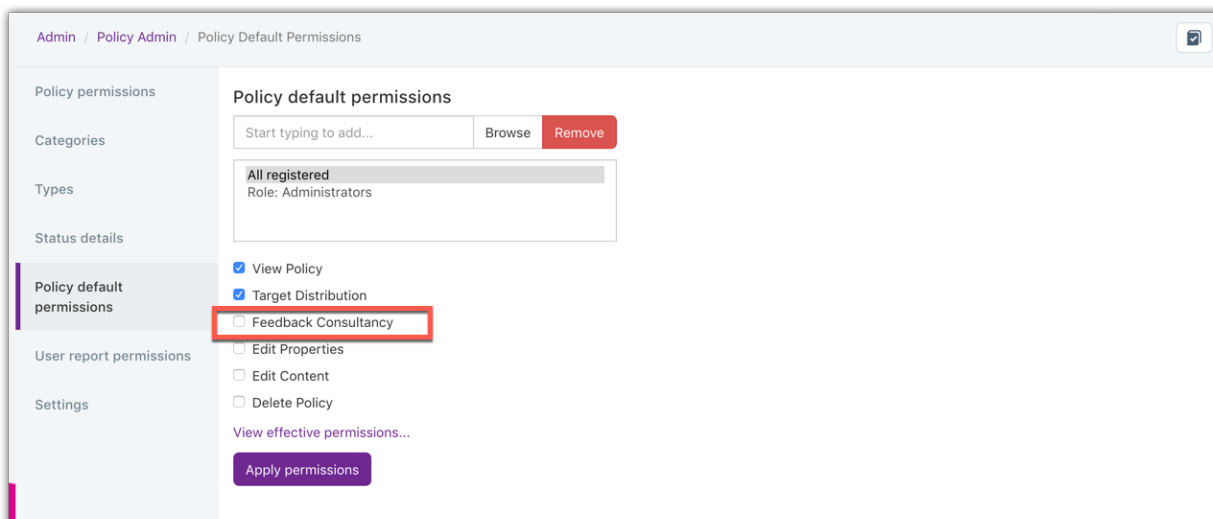 Admin / Policy Admin / Policy Default Permissions
Policy permissions
Categories
Types
Status details
Policy default
permissions
User report permissions
Settings
Policy default permissions
Start typing to add... Browse Remove
All registered
Role: Administrators
View Policy
Target Distribution
Feedback Consultancy
Edit Properties
Edit Content
Delete Policy
View effective permissions...
Apply permissions